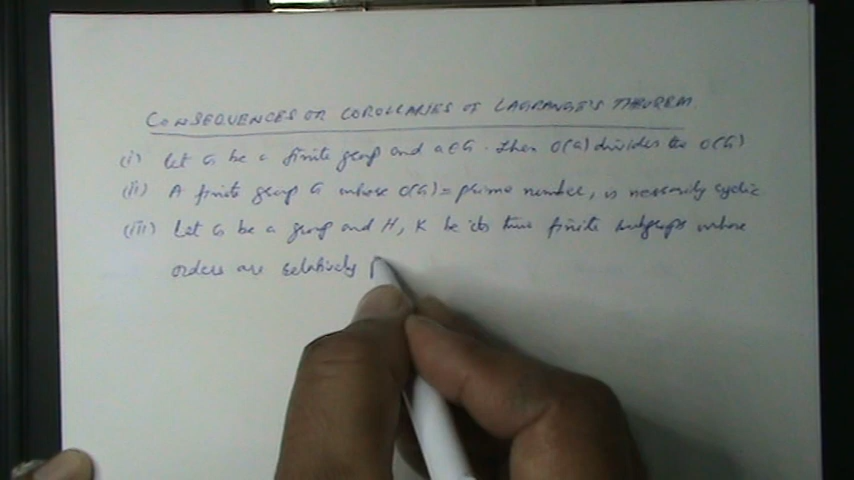 CONSEQUENCES OR COROLLARIES OF LAGRANGE'S THEOREM.
(i) Let G be a finite group and a∈G. Then O(a) divides the O(G)
(ii) A finite group G whose O(G) = prime number, is necessarily cyclic
(iii) Let G be a group and H, K be its two finite subgroups whose
orders are relatively p